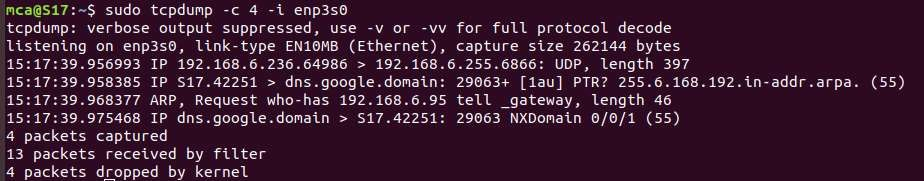 mca@S17:~$ sudo tcpdump -c 4 -i enp3s0
tcpdump: verbose output suppressed, use -v or -vv for full protocol decode
listening on enp3s0, link-type EN10MB (Ethernet), capture size 262144 bytes
15:17:39.956993 IP 192.168.6.236.64986 > 192.168.6.255.6866: UDP, length 397
15:17:39.958385 IP S17.42251 > dns.google.domain: 29063+ [1au] PTR? 255.6.168.192.in-addr.arpa. (55)
15:17:39.968377 ARP, Request who-has 192.168.6.95 tell _gateway, length 46
15:17:39.975468 IP dns.google.domain > S17.42251: 29063 NXDomain 0/0/1 (55)
4 packets captured
13 packets received by filter
4 packets dropped by kernel